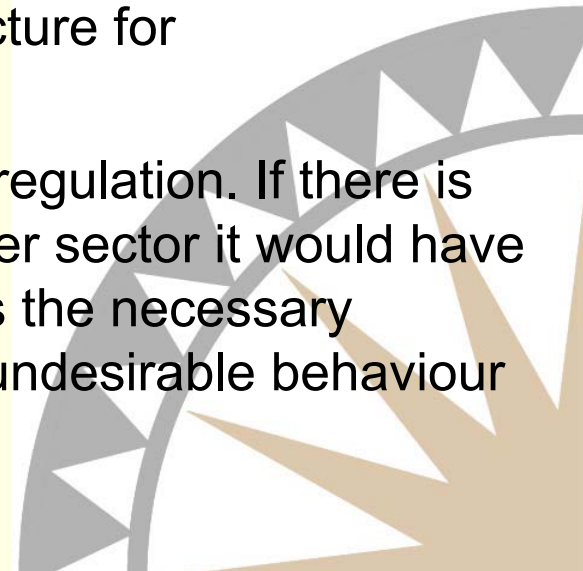 cture for
regulation. If there is
er sector it would have
s the necessary
undesirable behaviour